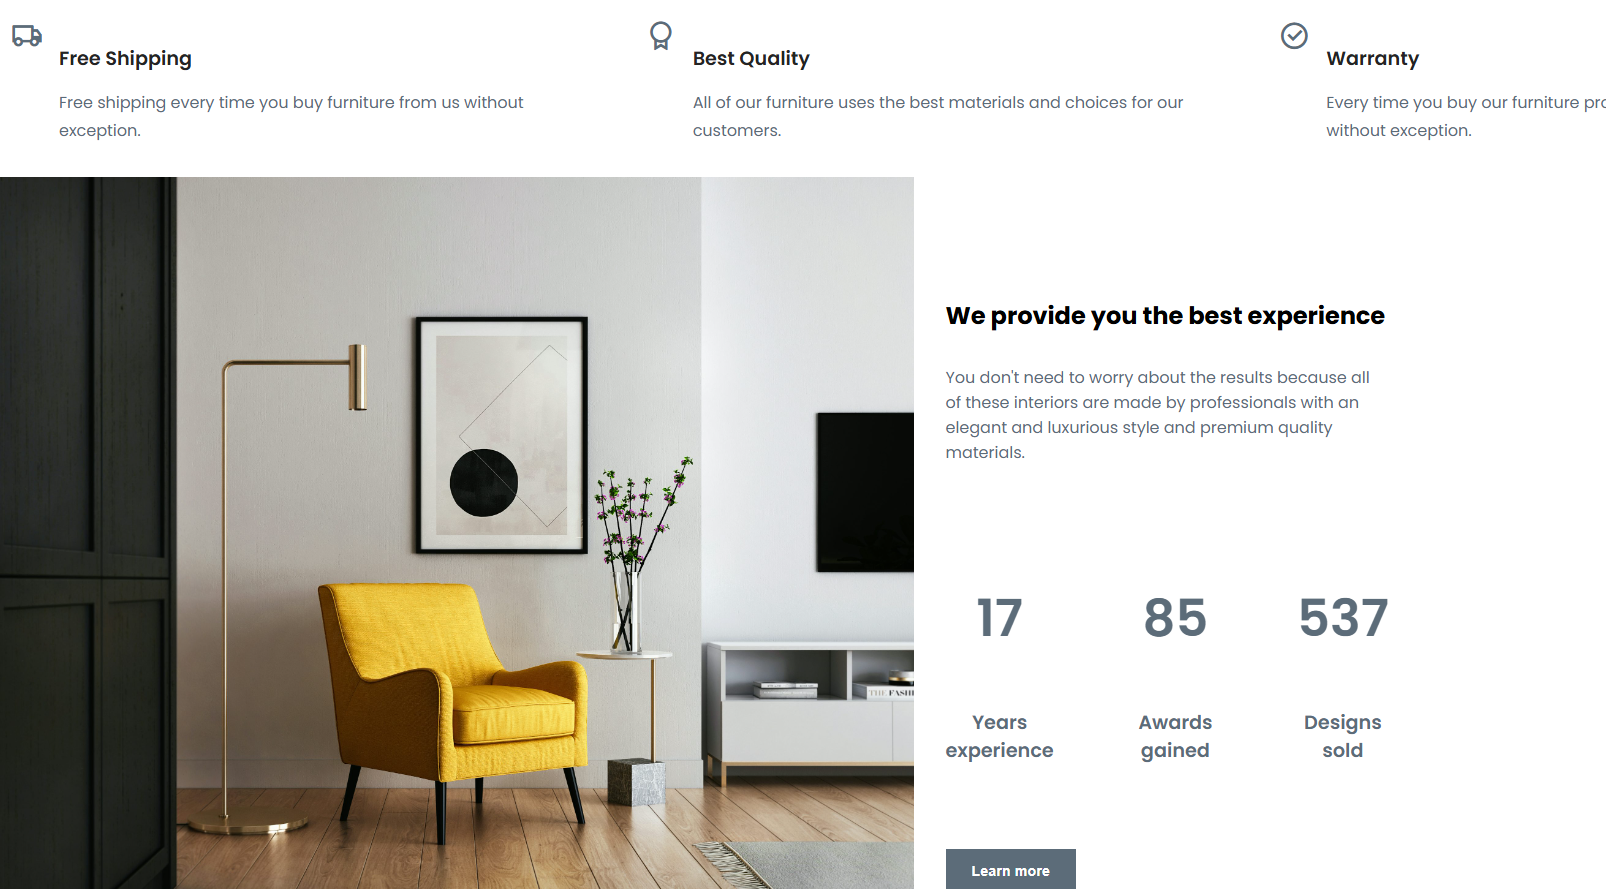 Free Shipping
Free shipping every time you buy furniture from us without
exception.
Best Quality
All of our furniture uses the best materials and choices for our
customers.
Warranty
Every time you buy our furniture
without exception.
We provide you the best experience
You don't need to worry about the results because all
of these interiors are made by professionals with an
elegant and luxurious style and premium quality
materials.
17
Years
experience
85
Awards
gained
537
Designs
sold
Learn more
THE